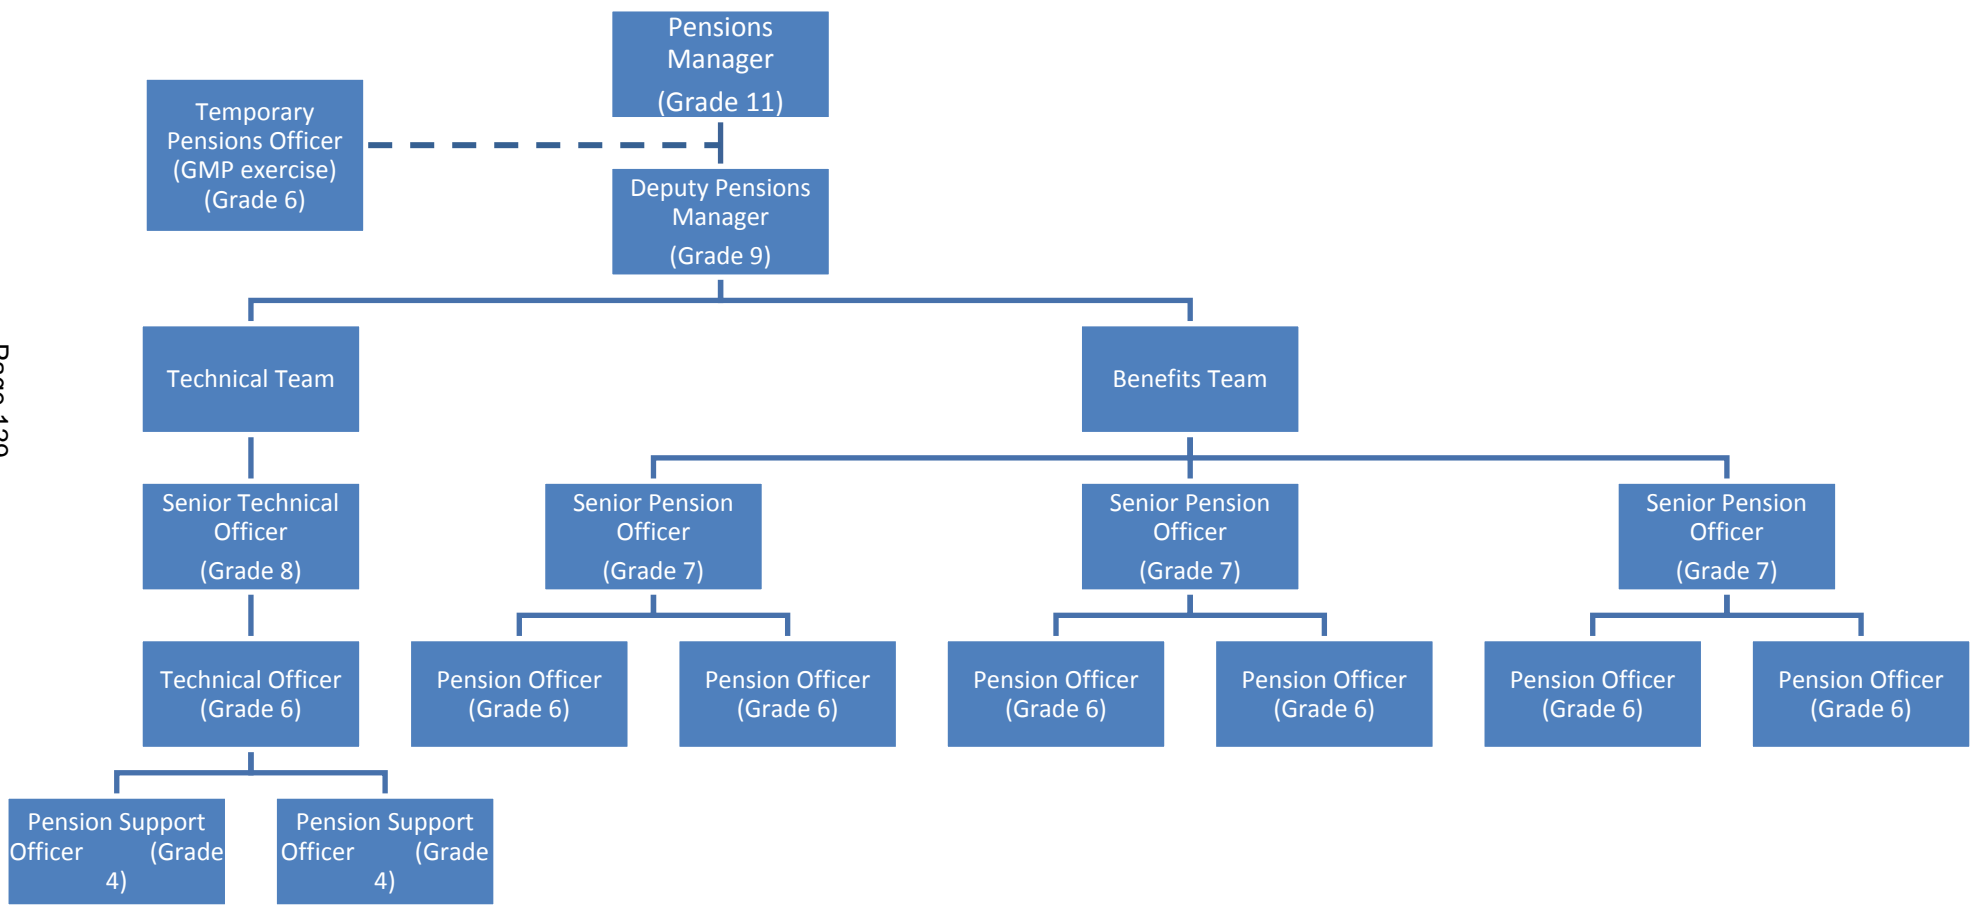 Pensions
Manager
(Grade 11)
Temporary
Pensions Officer
(GMP exercise)
(Grade 6)
Deputy Pensions
Manager
(Grade 9)
Technical Team
Benefits Team
Senior Technical
Officer
(Grade 8)
Senior Pension
Officer
(Grade 7)
Senior Pension
Officer
(Grade 7)
Senior Pension
Officer
(Grade 7)
Technical Officer
(Grade 6)
Pension Officer
(Grade 6)
Pension Officer
(Grade 6)
Pension Officer
(Grade 6)
Pension Officer
(Grade 6)
Pension Officer
(Grade 6)
Pension Officer
(Grade 6)
Pension Support
Officer (Grade
4)
Pension Support
Officer (Grade
4)
Page